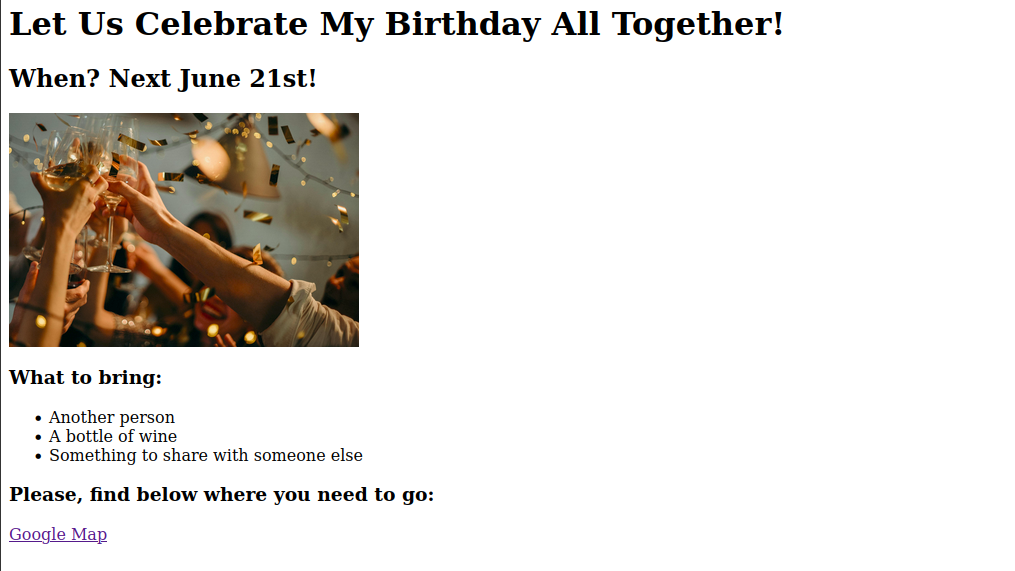 Let Us Celebrate My Birthday All Together!
When? Next June 21st!
What to bring:
Another person
A bottle of wine
Something to share with someone else
Please, find below where you need to go:
Google Map